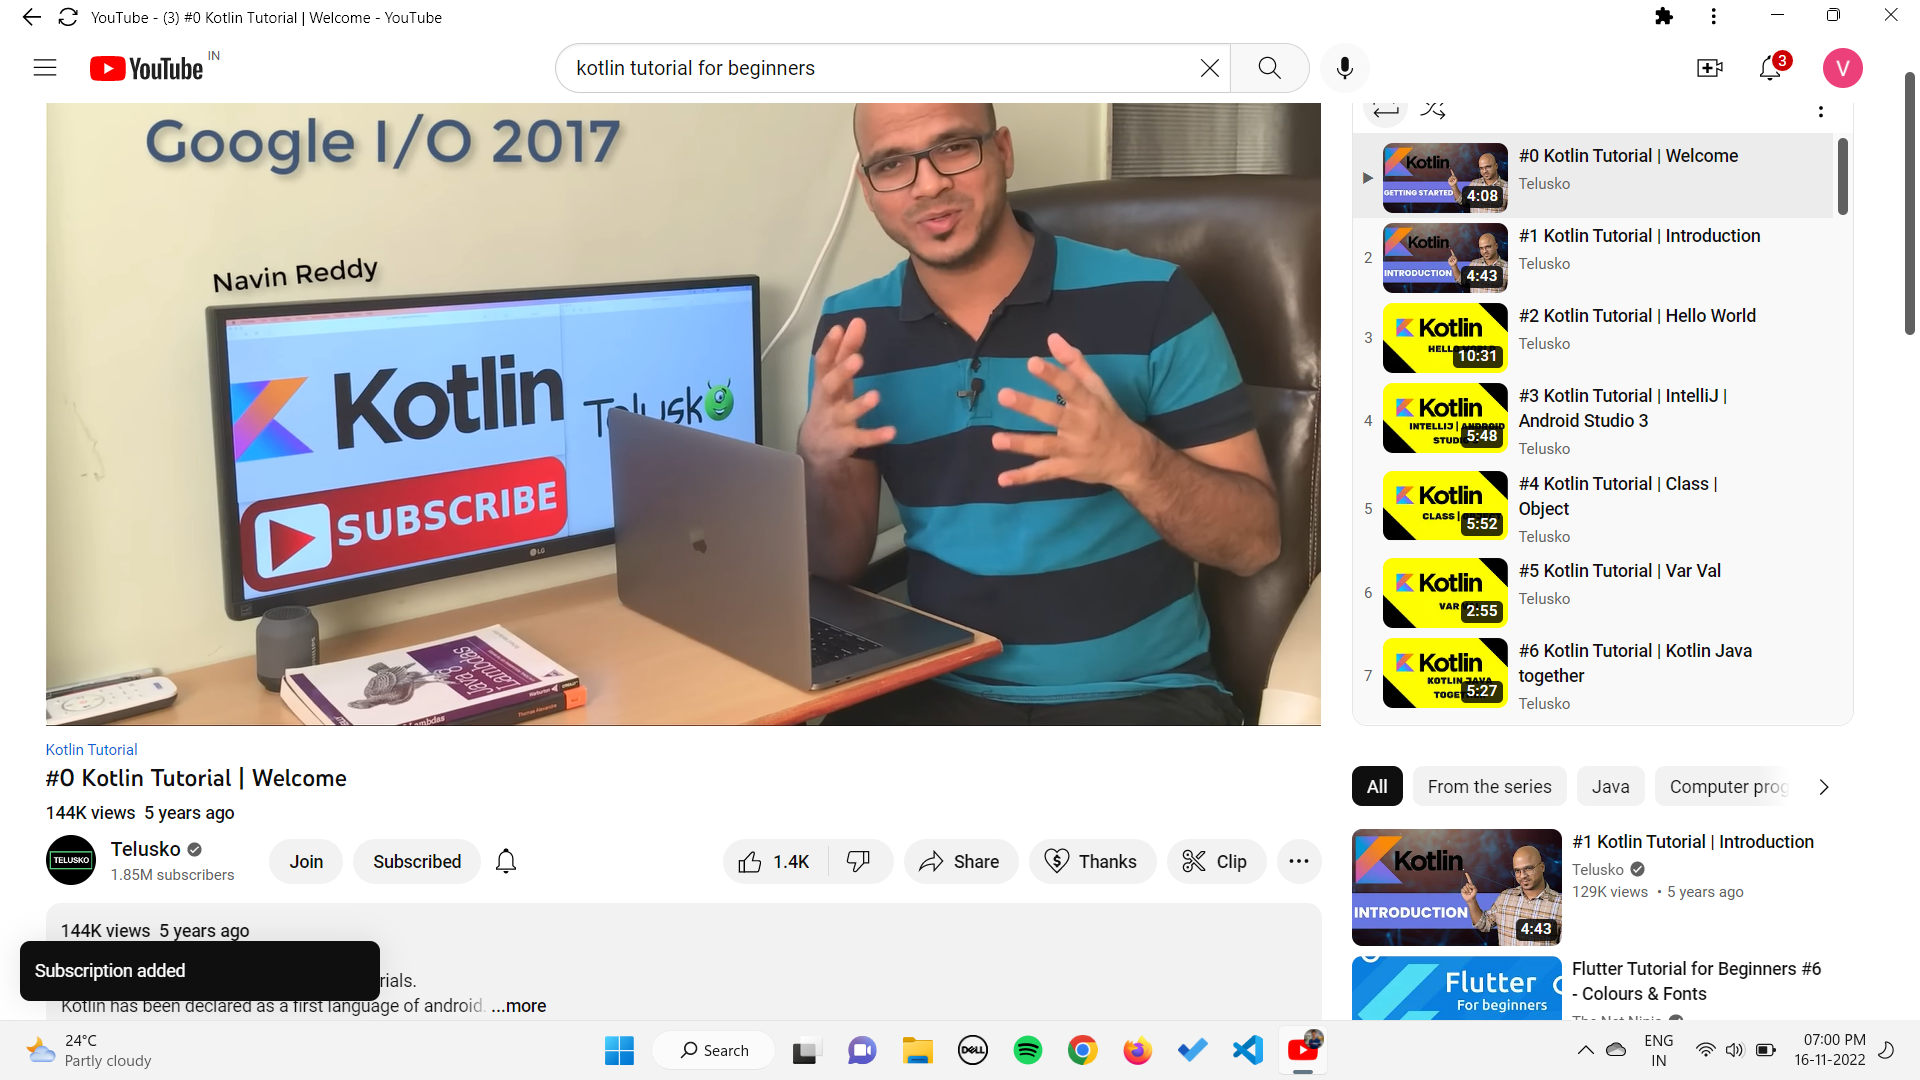 YouTube - (3) #0 Kotlin Tutorial | Welcome - YouTube
YouTube IN
kotlin tutorial for beginners
3
V
Google I/O 2017
Navin Reddy
Kotlin
SUBSCRIBE
LG
PHILIPS
Java 8
Lambdas
Kotlin
GETTING STARTED
4:08
#0 Kotlin Tutorial | Welcome
Telusko
2
Kotlin
INTRODUCTION
4:43
#1 Kotlin Tutorial | Introduction
Telusko
3
Kotlin
10:31
#2 Kotlin Tutorial | Hello World
Telusko
4
Kotlin
INTELLIJ | ANDROID
5:48
#3 Kotlin Tutorial | IntelliJ |
Android Studio 3
Telusko
5
Kotlin
CLASS |
5:52
#4 Kotlin Tutorial | Class |
Object
Telusko
6
Kotlin
VAR
2:55
#5 Kotlin Tutorial | Var Val
Telusko
7
Kotlin
KOTLIN JAVA
5:27
#6 Kotlin Tutorial | Kotlin Java
together
Telusko
Kotlin Tutorial
#0 Kotlin Tutorial | Welcome
144K views 5 years ago
TELUSKO
Telusko
1.85M subscribers
Join
Subscribed
1.4K
Share
Thanks
Clip
144K views 5 years ago
rials.
Kotlin has been declared as a first language of android. ...more
Subscription added
All
From the series
Java
Computer prog
Kotlin
INTRODUCTION
4:43
#1 Kotlin Tutorial | Introduction
Telusko
129K views • 5 years ago
Flutter
For beginners
Flutter Tutorial for Beginners #6
- Colours & Fonts
24°C
Partly cloudy
Search
DELL
ENG
IN
07:00 PM
16-11-2022